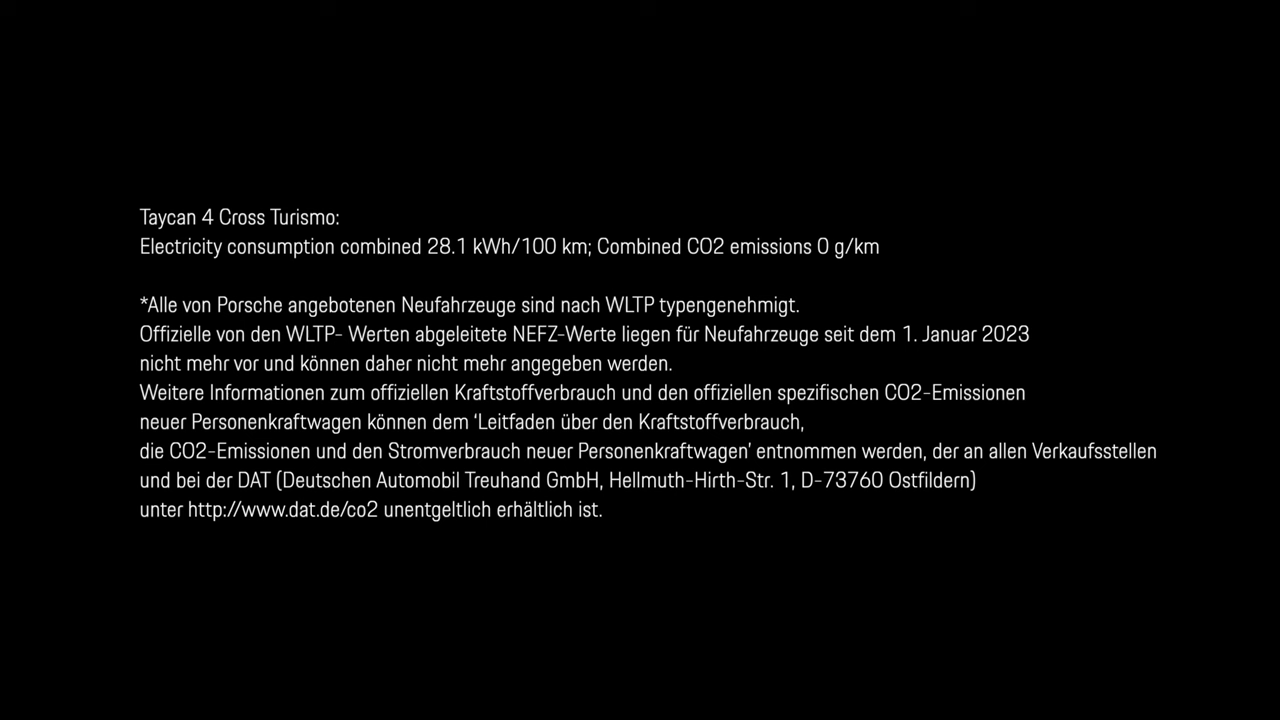 Taycan 4 Cross Turismo:
Electricity consumption combined 28.1 kWh/100 km; Combined CO2 emissions 0 g/km
*Alle von Porsche angebotenen Neufahrzeuge sind nach WLTP typengenehmigt.
Offizielle von den WLTP- Werten abgeleitete NEFZ-Werte liegen für Neufahrzeuge seit dem 1. Januar 2023
nicht mehr vor und können daher nicht mehr angegeben werden.
Weitere Informationen zum offiziellen Kraftstoffverbrauch und den offiziellen spezifischen CO2-Emissionen
neuer Personenkraftwagen können dem ‘Leitfaden über den Kraftstoffverbrauch,
die CO2-Emissionen und den Stromverbrauch neuer Personenkraftwagen’ entnommen werden, der an allen Verkaufsstellen
und bei der DAT (Deutschen Automobil Treuhand GmbH, Hellmuth-Hirth-Str. 1, D-73760 Ostfildern)
unter http://www.dat.de/co2 unentgeltlich erhältlich ist.